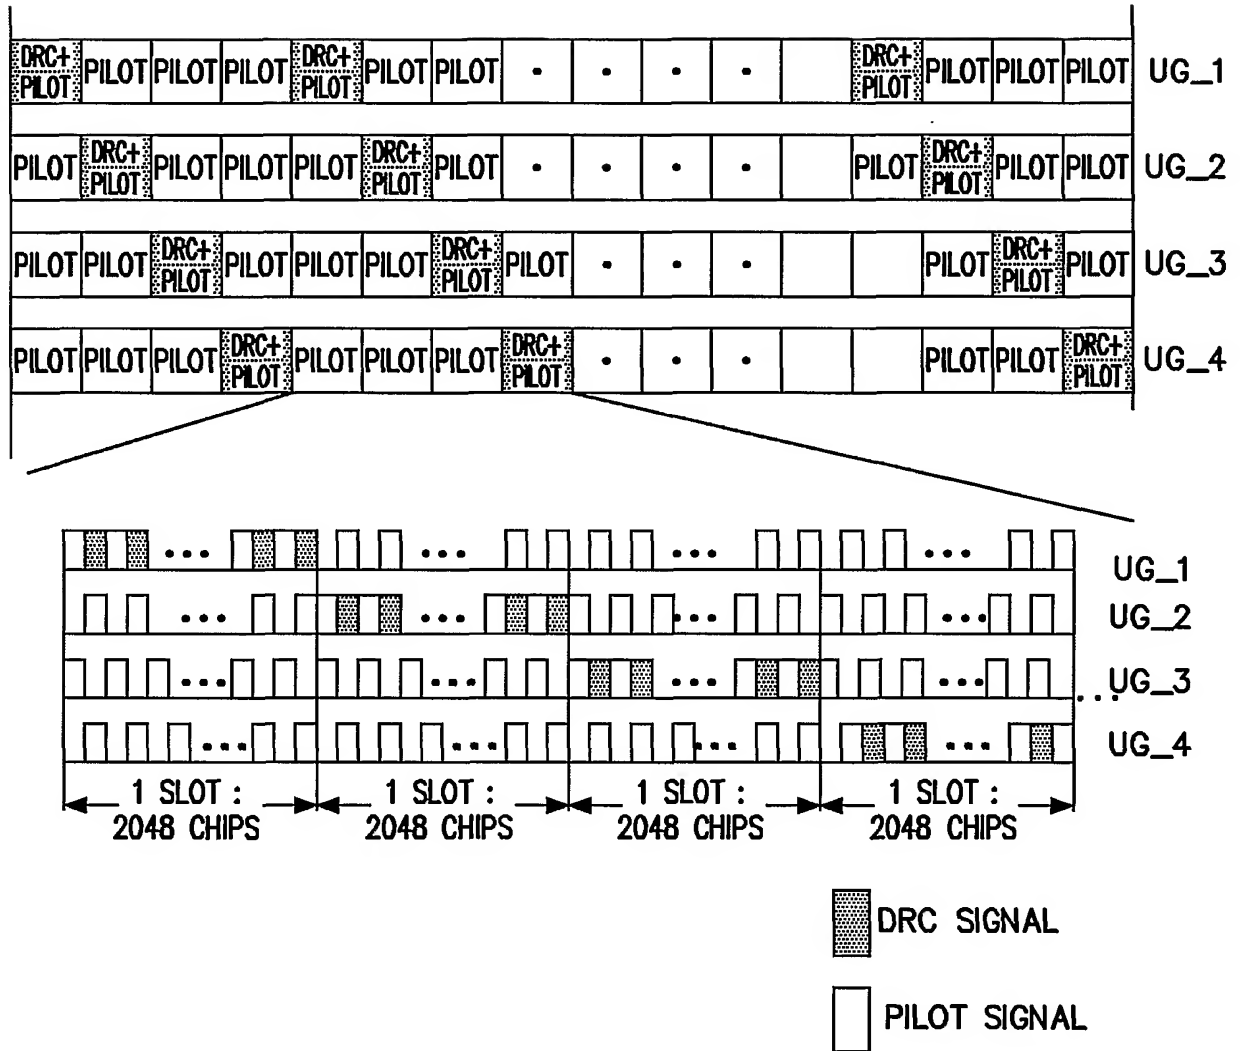 DRC+ PILOT PILOT PILOT PILOT DRC+ PILOT PILOT PILOT • • • • DRC+ PILOT PILOT PILOT PILOT UG_1
PILOT DRC+ PILOT PILOT PILOT PILOT DRC+ PILOT PILOT • • • • PILOT DRC+ PILOT PILOT PILOT UG_2
PILOT PILOT DRC+ PILOT PILOT PILOT PILOT DRC+ PILOT PILOT • • • PILOT DRC+ PILOT PILOT UG_3
PILOT PILOT PILOT DRC+ PILOT PILOT PILOT PILOT DRC+ PILOT • • • PILOT PILOT DRC+ PILOT UG_4
••• ••• ••• ••• UG_1
••• ••• ••• ••• UG_2
••• ••• ••• ••• ... UG_3
••• ••• ••• ••• UG_4
1 SLOT : 1 SLOT : 1 SLOT : 1 SLOT :
2048 CHIPS 2048 CHIPS 2048 CHIPS 2048 CHIPS
DRC SIGNAL
PILOT SIGNAL